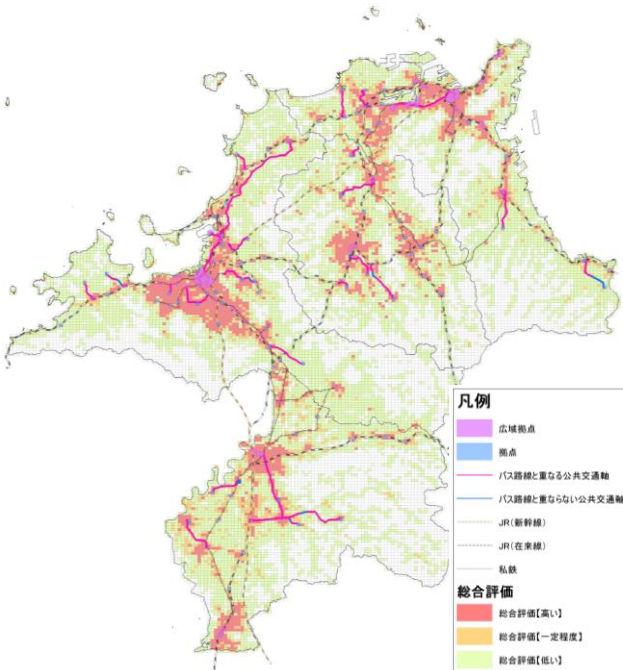 凡例
広域拠点
拠点
バス路線と重なる公共交通軸
バス路線と重ならない公共交通軸
JR(新幹線)
JR(在来線)
私鉄
総合評価
総合評価【高い】
総合評価【一定程度】
総合評価【低い】